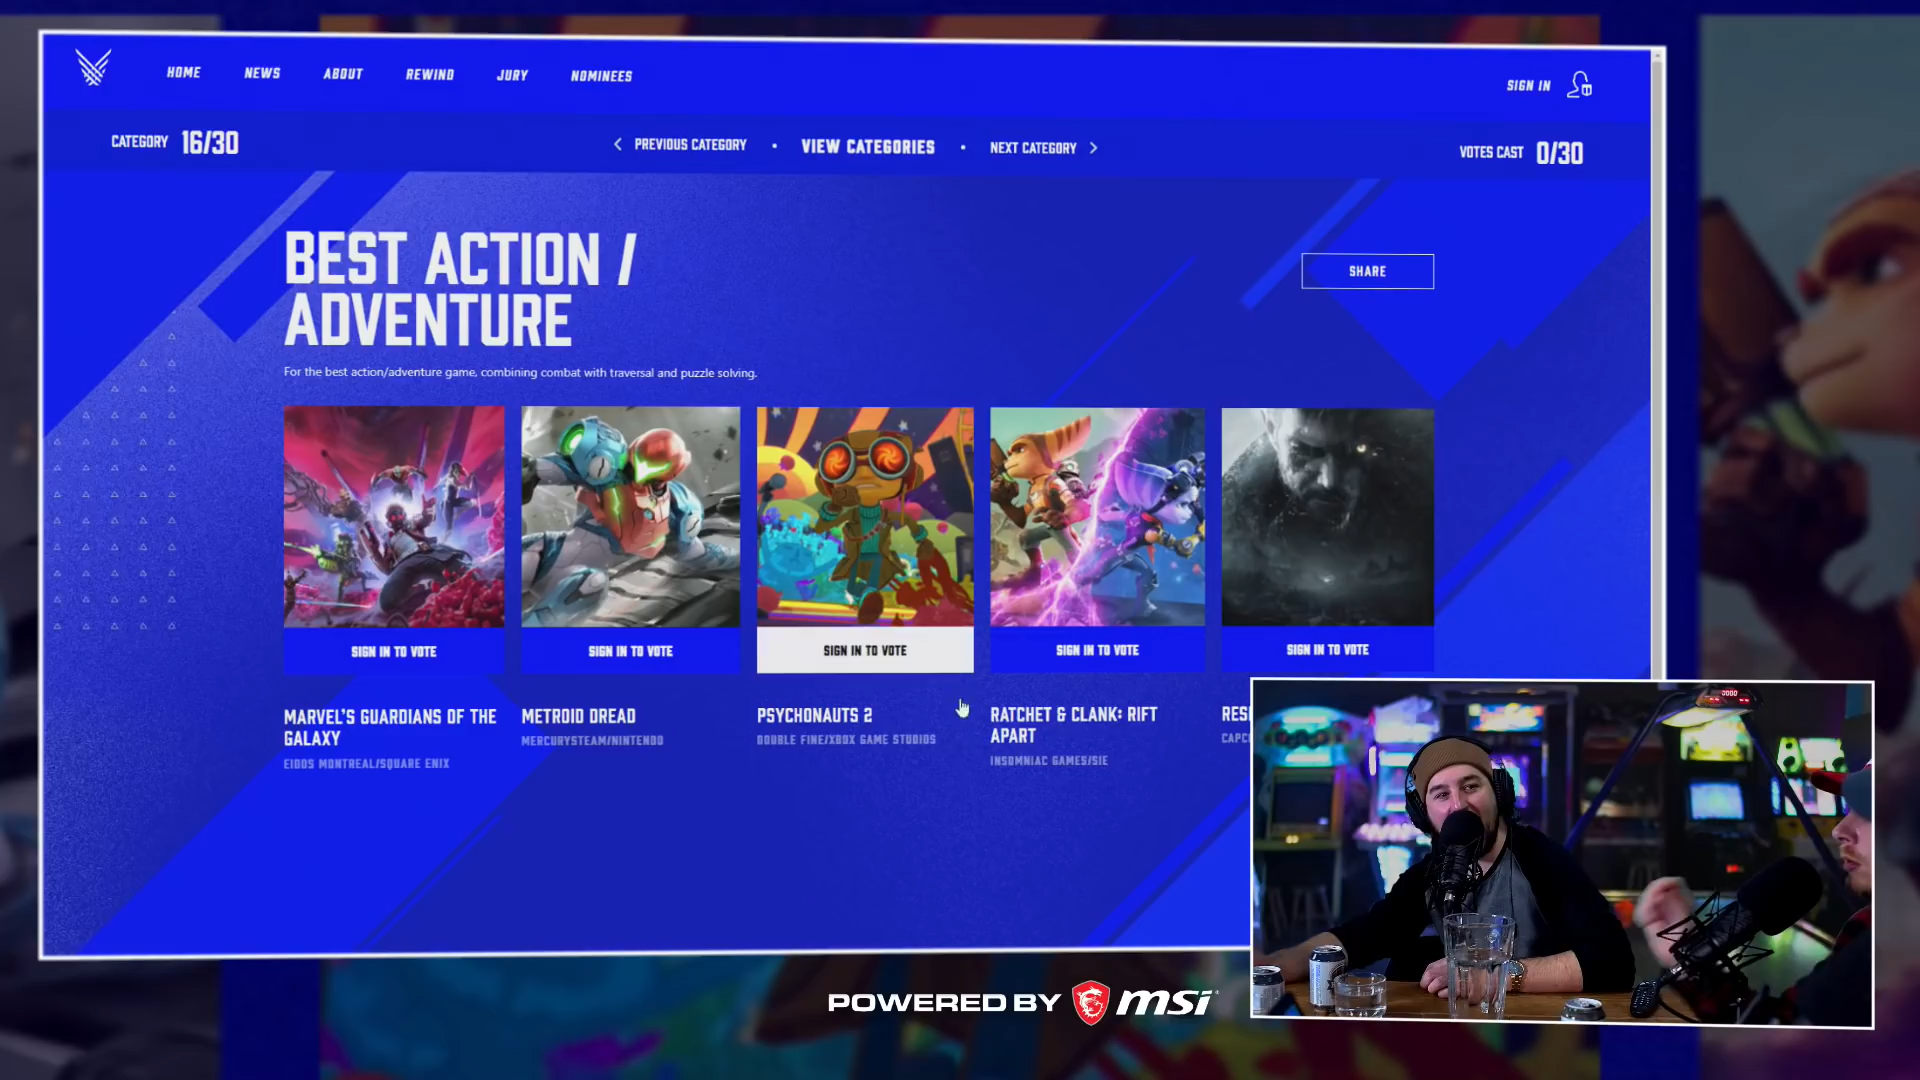 HOME
NEWS
ABOUT
REWIND
JURY
NOMINEES
SIGN IN
CATEGORY 16/30
PREVIOUS CATEGORY
VIEW CATEGORIES
NEXT CATEGORY
VOTES CAST 0/30
BEST ACTION /
ADVENTURE
SHARE
For the best action/adventure game, combining combat with traversal and puzzle solving.
SIGN IN TO VOTE
SIGN IN TO VOTE
SIGN IN TO VOTE
SIGN IN TO VOTE
SIGN IN TO VOTE
MARVEL'S GUARDIANS OF THE
GALAXY
EIDOS MONTREAL/SQUARE ENIX
METROID DREAD
MERCURYSTEAM/NINTENDO
PSYCHONAUTS 2
DOUBLE FINE/XBOX GAME STUDIOS
RATCHET & CLANK: RIFT
APART
INSOMNIAC GAMES/SIE
RESI
CAPC
POWERED BY msi